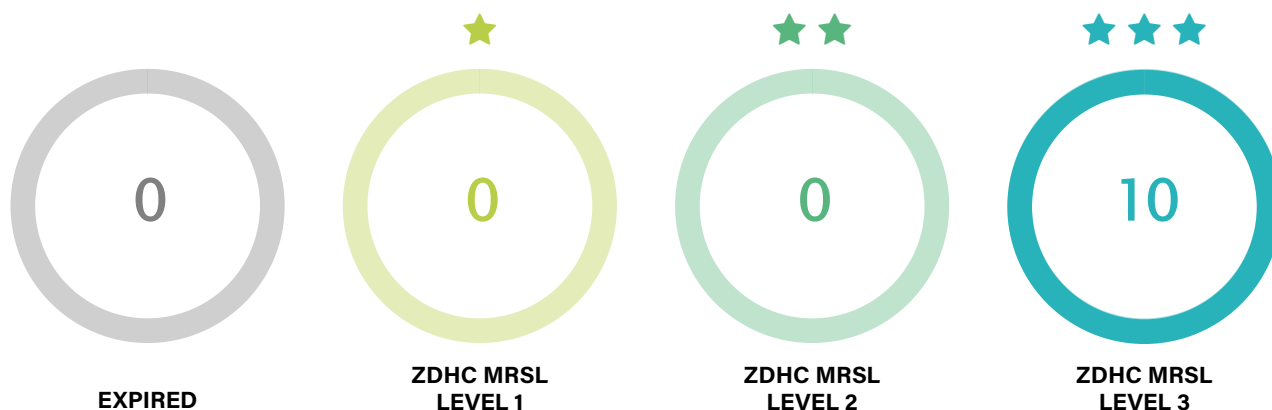 0
0
0
10
EXPIRED
ZDHC MRSL
LEVEL 1
ZDHC MRSL
LEVEL 2
ZDHC MRSL
LEVEL 3